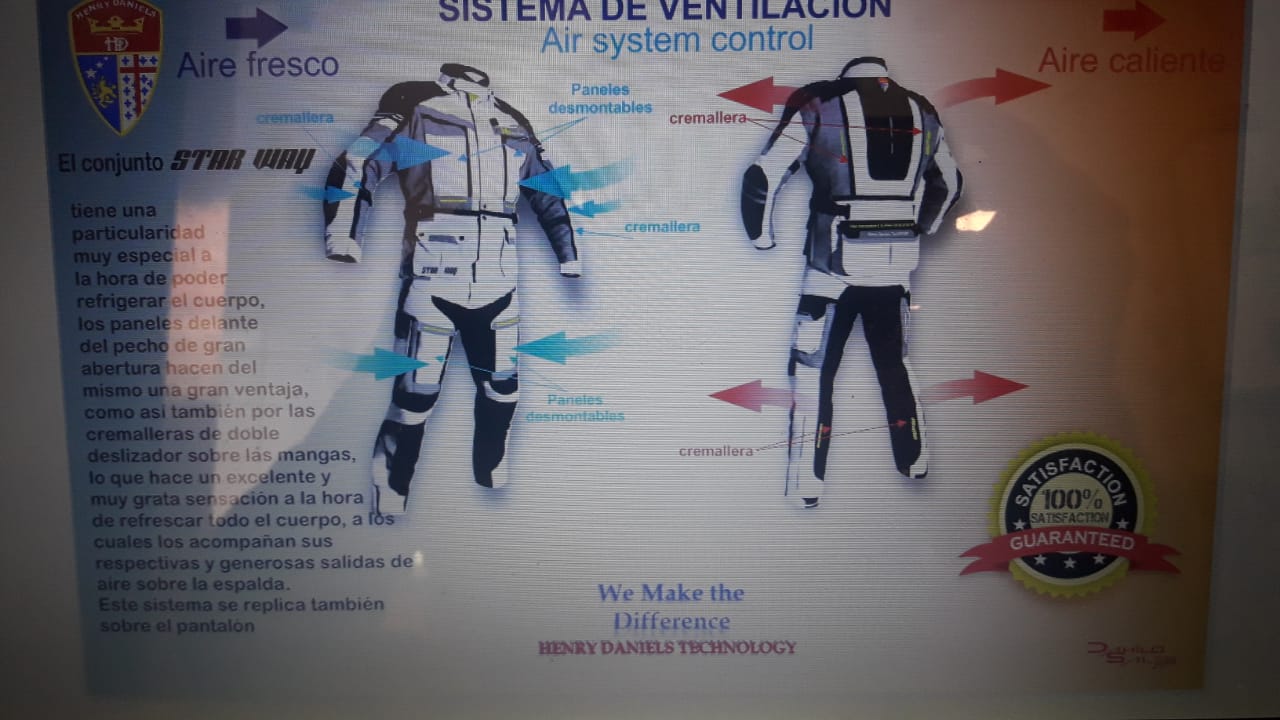 HENRY DANIELS
HD
SISTEMA DE VENTILACION
Air system control
Aire fresco
Aire caliente
cremallera
Paneles
desmontables
cremallera
El conjunto STAR WAY
tiene una
particularidad
muy especial a
la hora de poder
refrigerar el cuerpo,
los paneles delante
del pecho de gran
abertura hacen del
mismo una gran ventaja,
como asi también por las
cremalleras de doble
deslizador sobre las mangas,
lo que hace un excelente y
muy grata sensación a la hora
de refrescar todo el cuerpo, a los
cuales los acompañan sus
respectivas y generosas salidas de
aire sobre la espalda.
Este sistema se replica también
sobre el pantalón
cremallera
STAR WAY
Paneles
desmontables
cremallera
SATISFACTION
100%
SATISFACTION
GUARANTEED
We Make the
Difference
HENRY DANIELS TECHNOLOGY